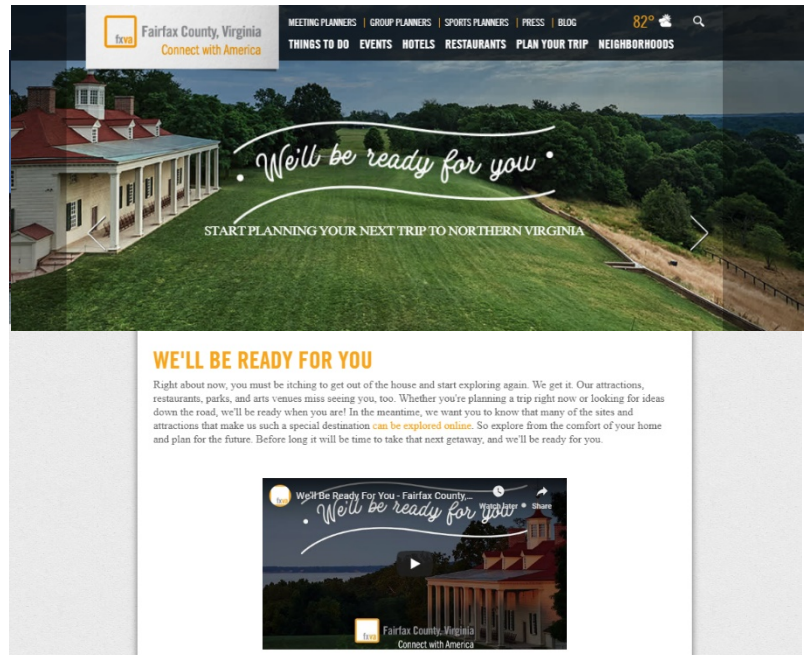 fxva
Fairfax County, Virginia
Connect with America
MEETING PLANNERS | GROUP PLANNERS | SPORTS PLANNERS | PRESS | BLOG
82°
THINGS TO DO EVENTS HOTELS RESTAURANTS PLAN YOUR TRIP NEIGHBORHOODS
We'll be ready for you
START PLANNING YOUR NEXT TRIP TO NORTHERN VIRGINIA
WE'LL BE READY FOR YOU
Right about now, you must be itching to get out of the house and start exploring again. We get it. Our attractions,
restaurants, parks, and arts venues miss seeing you, too. Whether you're planning a trip right now or looking for ideas
down the road, we'll be ready when you are! In the meantime, we want you to know that many of the sites and
attractions that make us such a special destination can be explored online. So explore from the comfort of your home
and plan for the future. Before long it will be time to take that next getaway, and we'll be ready for you.
fxva
We'll Be Ready For You - Fairfax County,...
Watch later
Share
We'll be ready for you
fxva
Fairfax County, Virginia
Connect with America